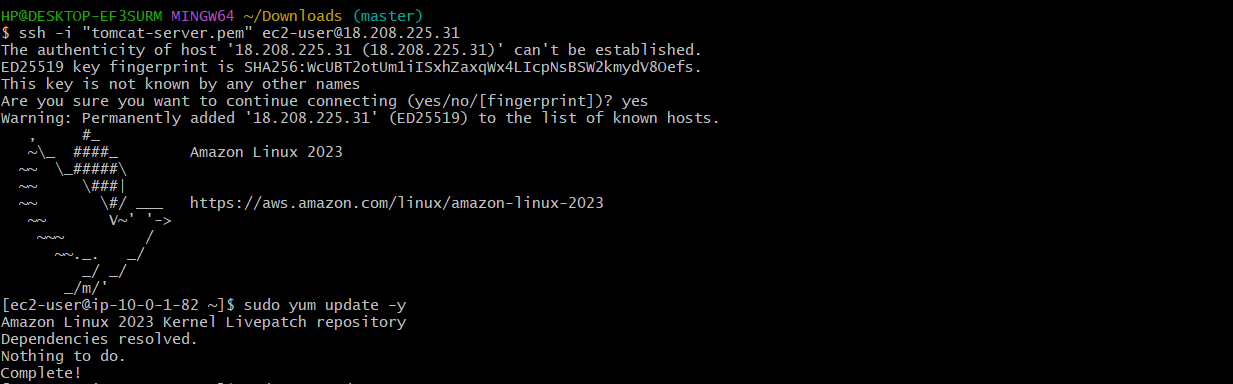 HP@DESKTOP-EF3SURM MINGW64 ~/Downloads (master)
$ ssh -i "tomcat-server.pem" ec2-user@18.208.225.31
The authenticity of host '18.208.225.31 (18.208.225.31)' can't be established.
ED25519 key fingerprint is SHA256:WcUBT2otUm1iISxhZaxqWx4LIcpNsBSW2kmydV8Oefs.
This key is not known by any other names
Are you sure you want to continue connecting (yes/no/[fingerprint])? yes
Warning: Permanently added '18.208.225.31' (ED25519) to the list of known hosts.
   ,     #_
   ~\_  ####_        Amazon Linux 2023
  ~~  \_#####\
  ~~     \###|
  ~~       \#/ ___   https://aws.amazon.com/linux/amazon-linux-2023
   ~~       V~' '->
    ~~~         /
      ~~._.   _/
         _/ _/
       _/m/'
[ec2-user@ip-10-0-1-82 ~]$ sudo yum update -y
Amazon Linux 2023 Kernel Livepatch repository
Dependencies resolved.
Nothing to do.
Complete!